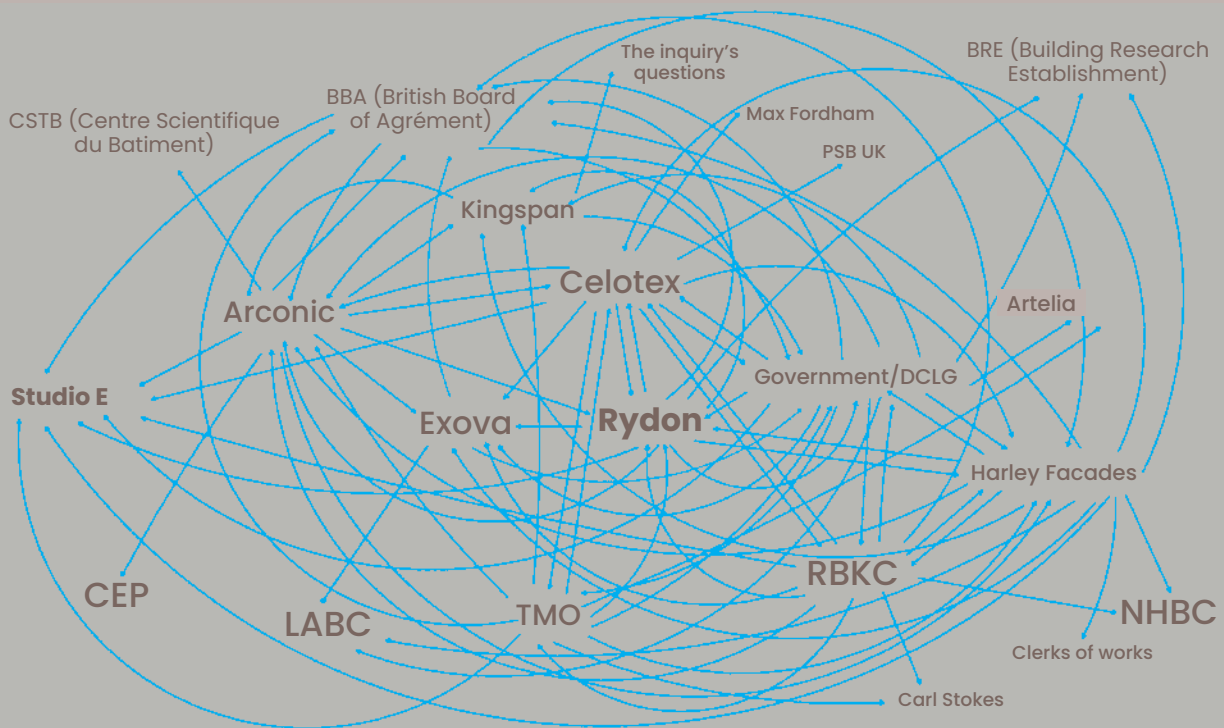 The inquiry's
questions
BRE (Building Research
Establishment)
BBA (British Board
of Agrément)
CSTB (Centre Scientifique
du Batiment)
Max Fordham
PSB UK
Kingspan
Celotex
Arconic
Artelia
Government/DCLG
Studio E
Exova
Rydon
Harley Facades
RBKC
CEP
LABC
TMO
NHBC
Clerks of works
Carl Stokes